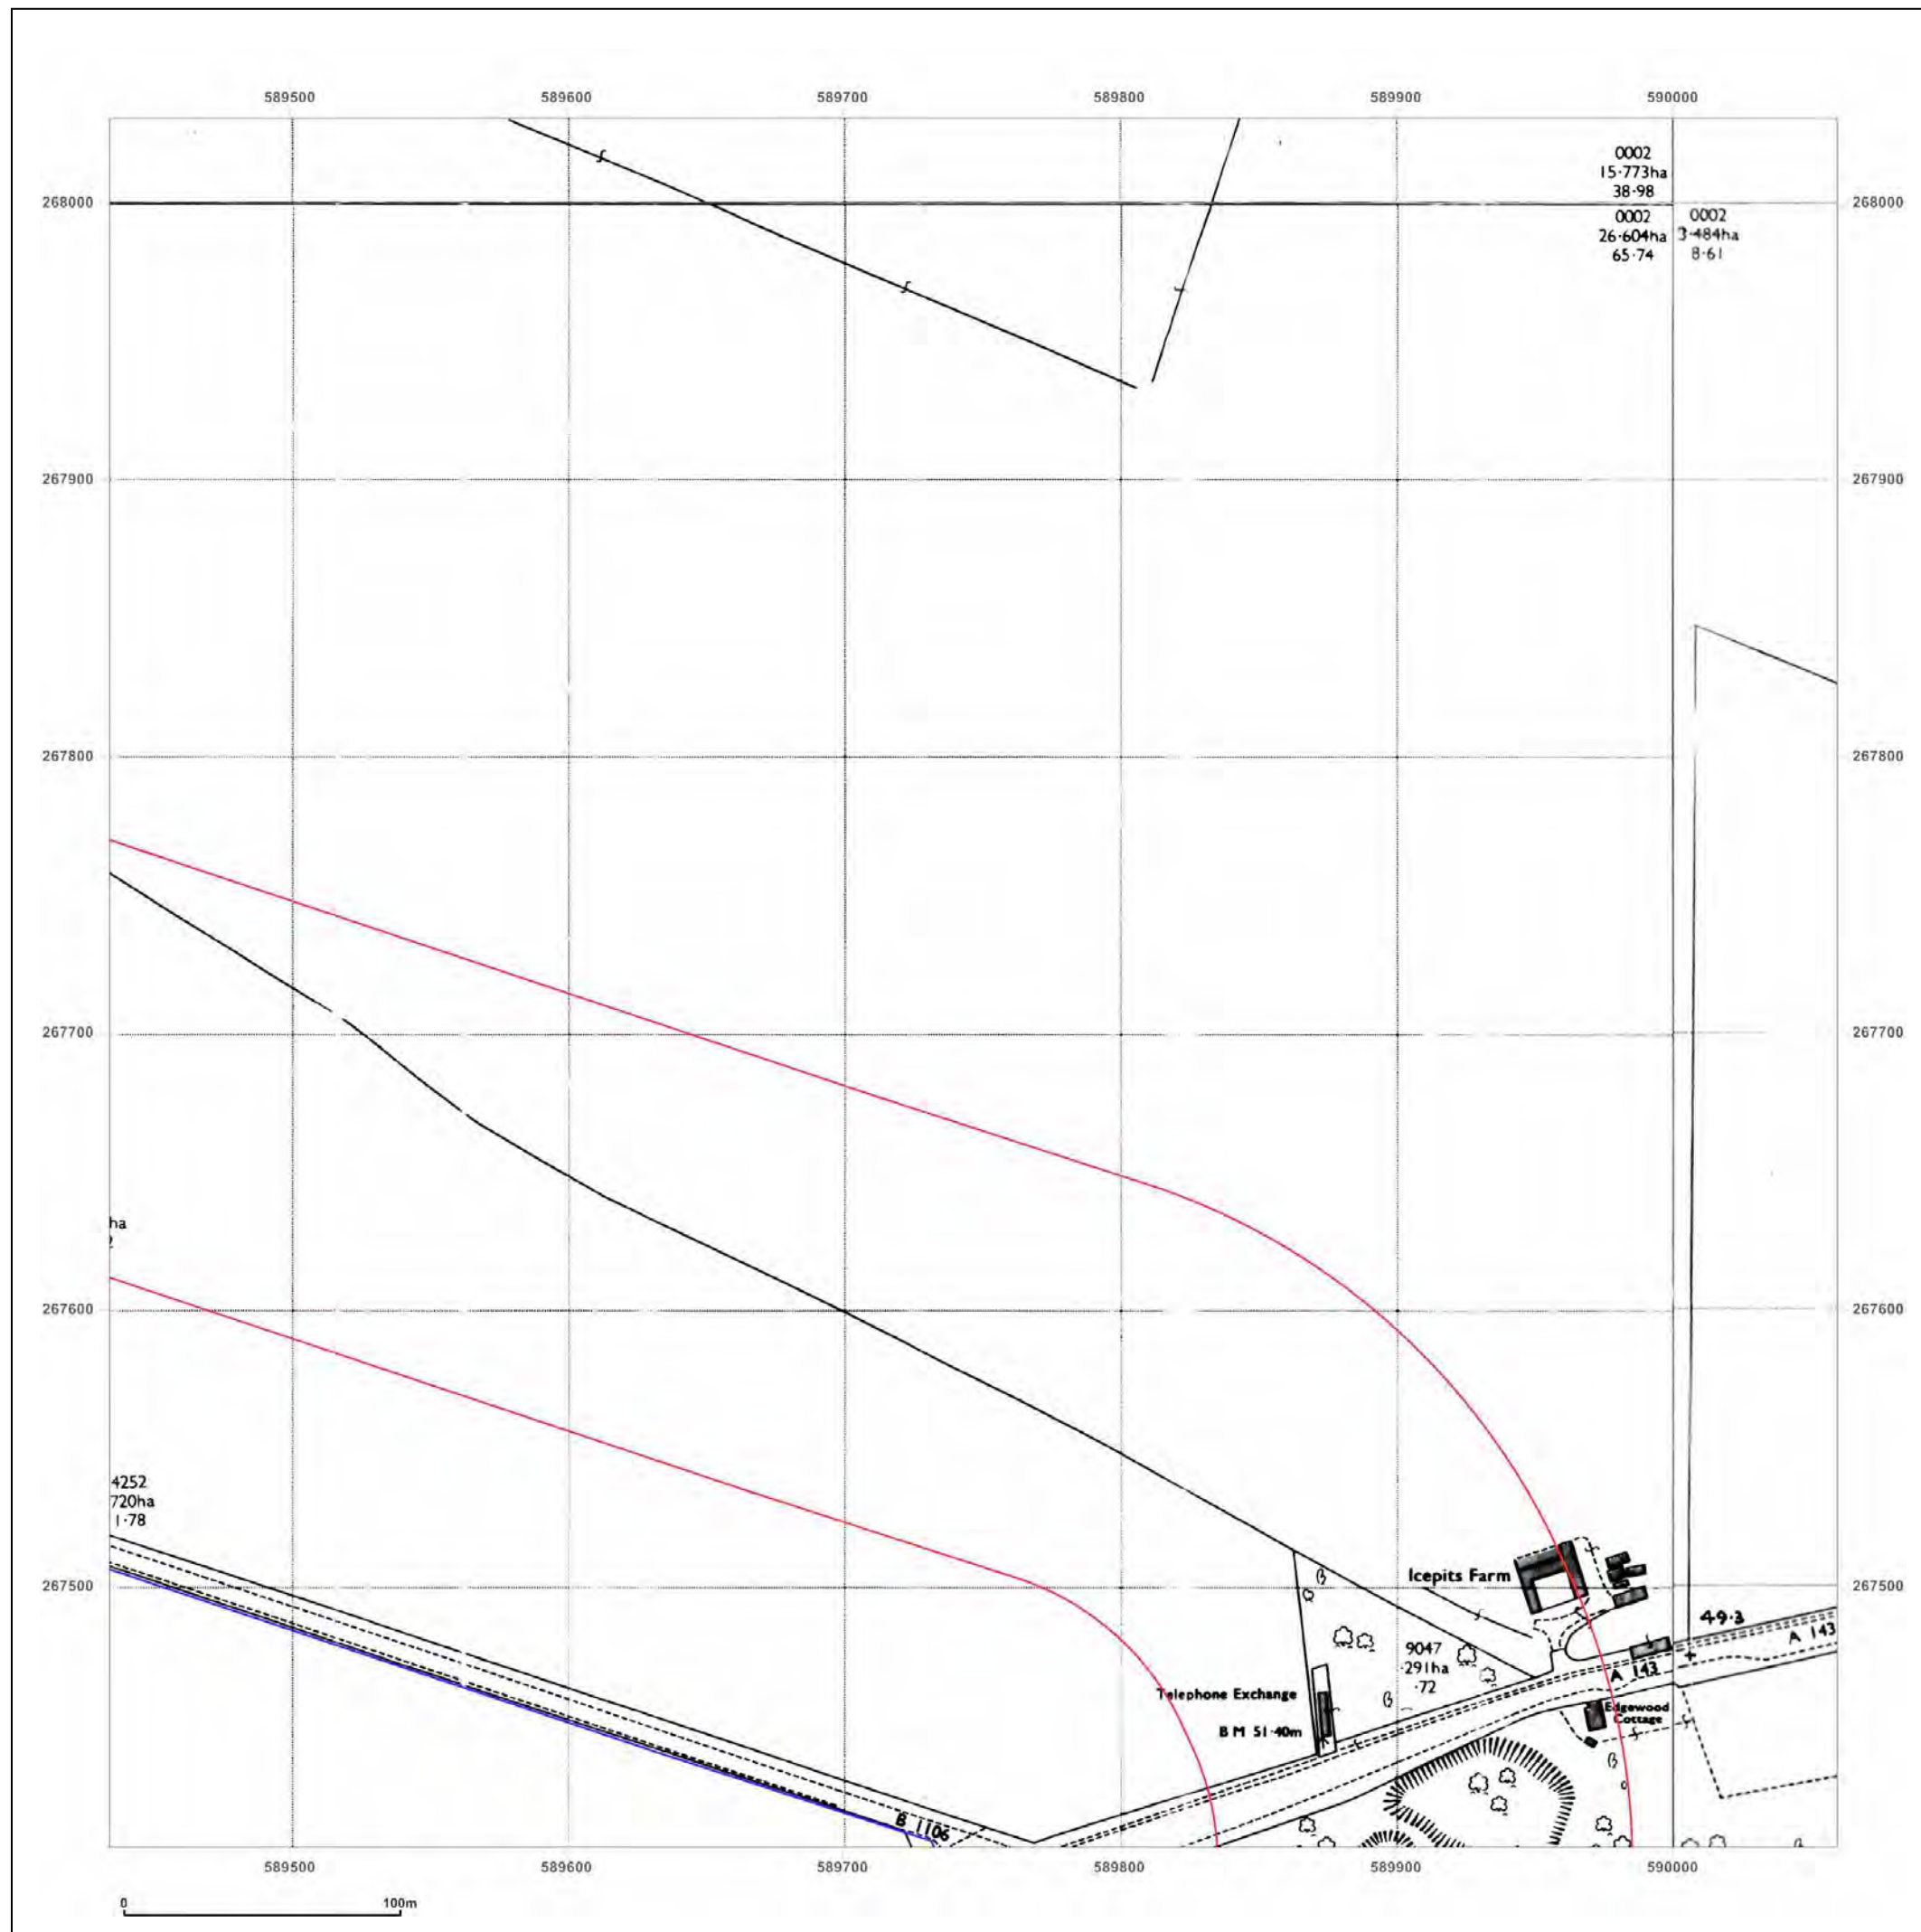 589500 589600 589700 589800 589900 590000
0002
15·773ha
38·98
268000 268000
0002 0002
26·604ha 3·484ha
65·74 8·61
267900 267900
267800 267800
267700 267700
ha
267600 267600
4252
720ha
1·78
Icepits Farm
267500 267500
49·3
A 143
9047
·291ha
·72
A 143
Telephone Exchange
Edgewood
Cottage
B M 51·40m
B 1106
589500 589600 589700 589800 589900 590000
0 100m